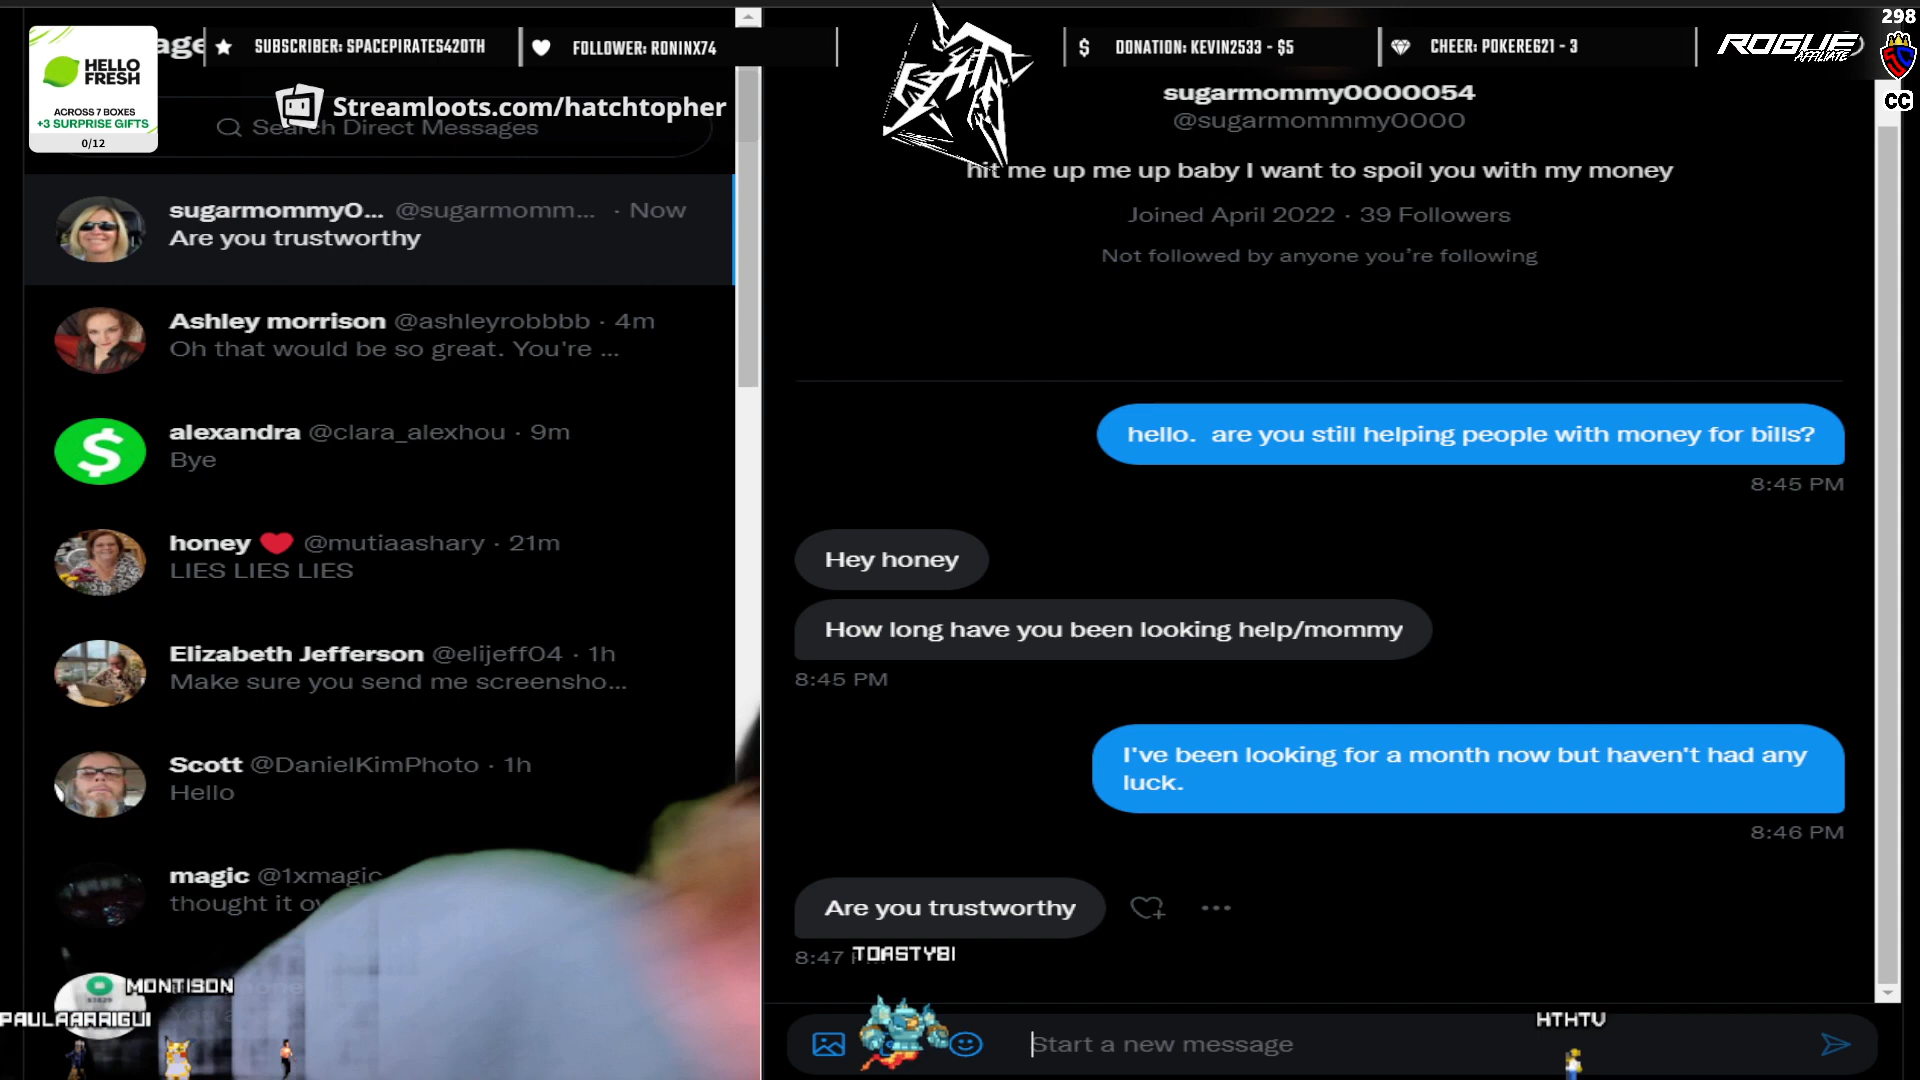 298
SUBSCRIBER: SPACEPIRATES420TH
FOLLOWER: RONINX74
DONATION: KEVIN2533 - $5
CHEER: POKERE621 - 3
ROGUE
AFFILIATE
CC
HELLO
FRESH
ACROSS 7 BOXES
+3 SURPRISE GIFTS
0/12
Streamloots.com/hatchtopher
Search Direct Messages
sugarmommy0... @sugarmomm... · Now
Are you trustworthy
Ashley morrison @ashleyrobbbb · 4m
Oh that would be so great. You're ...
alexandra @clara_alexhou · 9m
Bye
honey ❤️ @mutiaashary · 21m
LIES LIES LIES
Elizabeth Jefferson @elijeff04 · 1h
Make sure you send me screensho...
Scott @DanielKimPhoto · 1h
Hello
magic @1xmagic
thought it
MONTISON
PAULAARRIGUI
sugarmommy0000054
@sugarmommmy0000
hit me up me up baby I want to spoil you with my money
Joined April 2022 · 39 Followers
Not followed by anyone you're following
hello.  are you still helping people with money for bills?
8:45 PM
Hey honey
How long have you been looking help/mommy
8:45 PM
I've been looking for a month now but haven't had any
luck.
8:46 PM
Are you trustworthy
8:47
TOASTY81
HTHTV
Start a new message